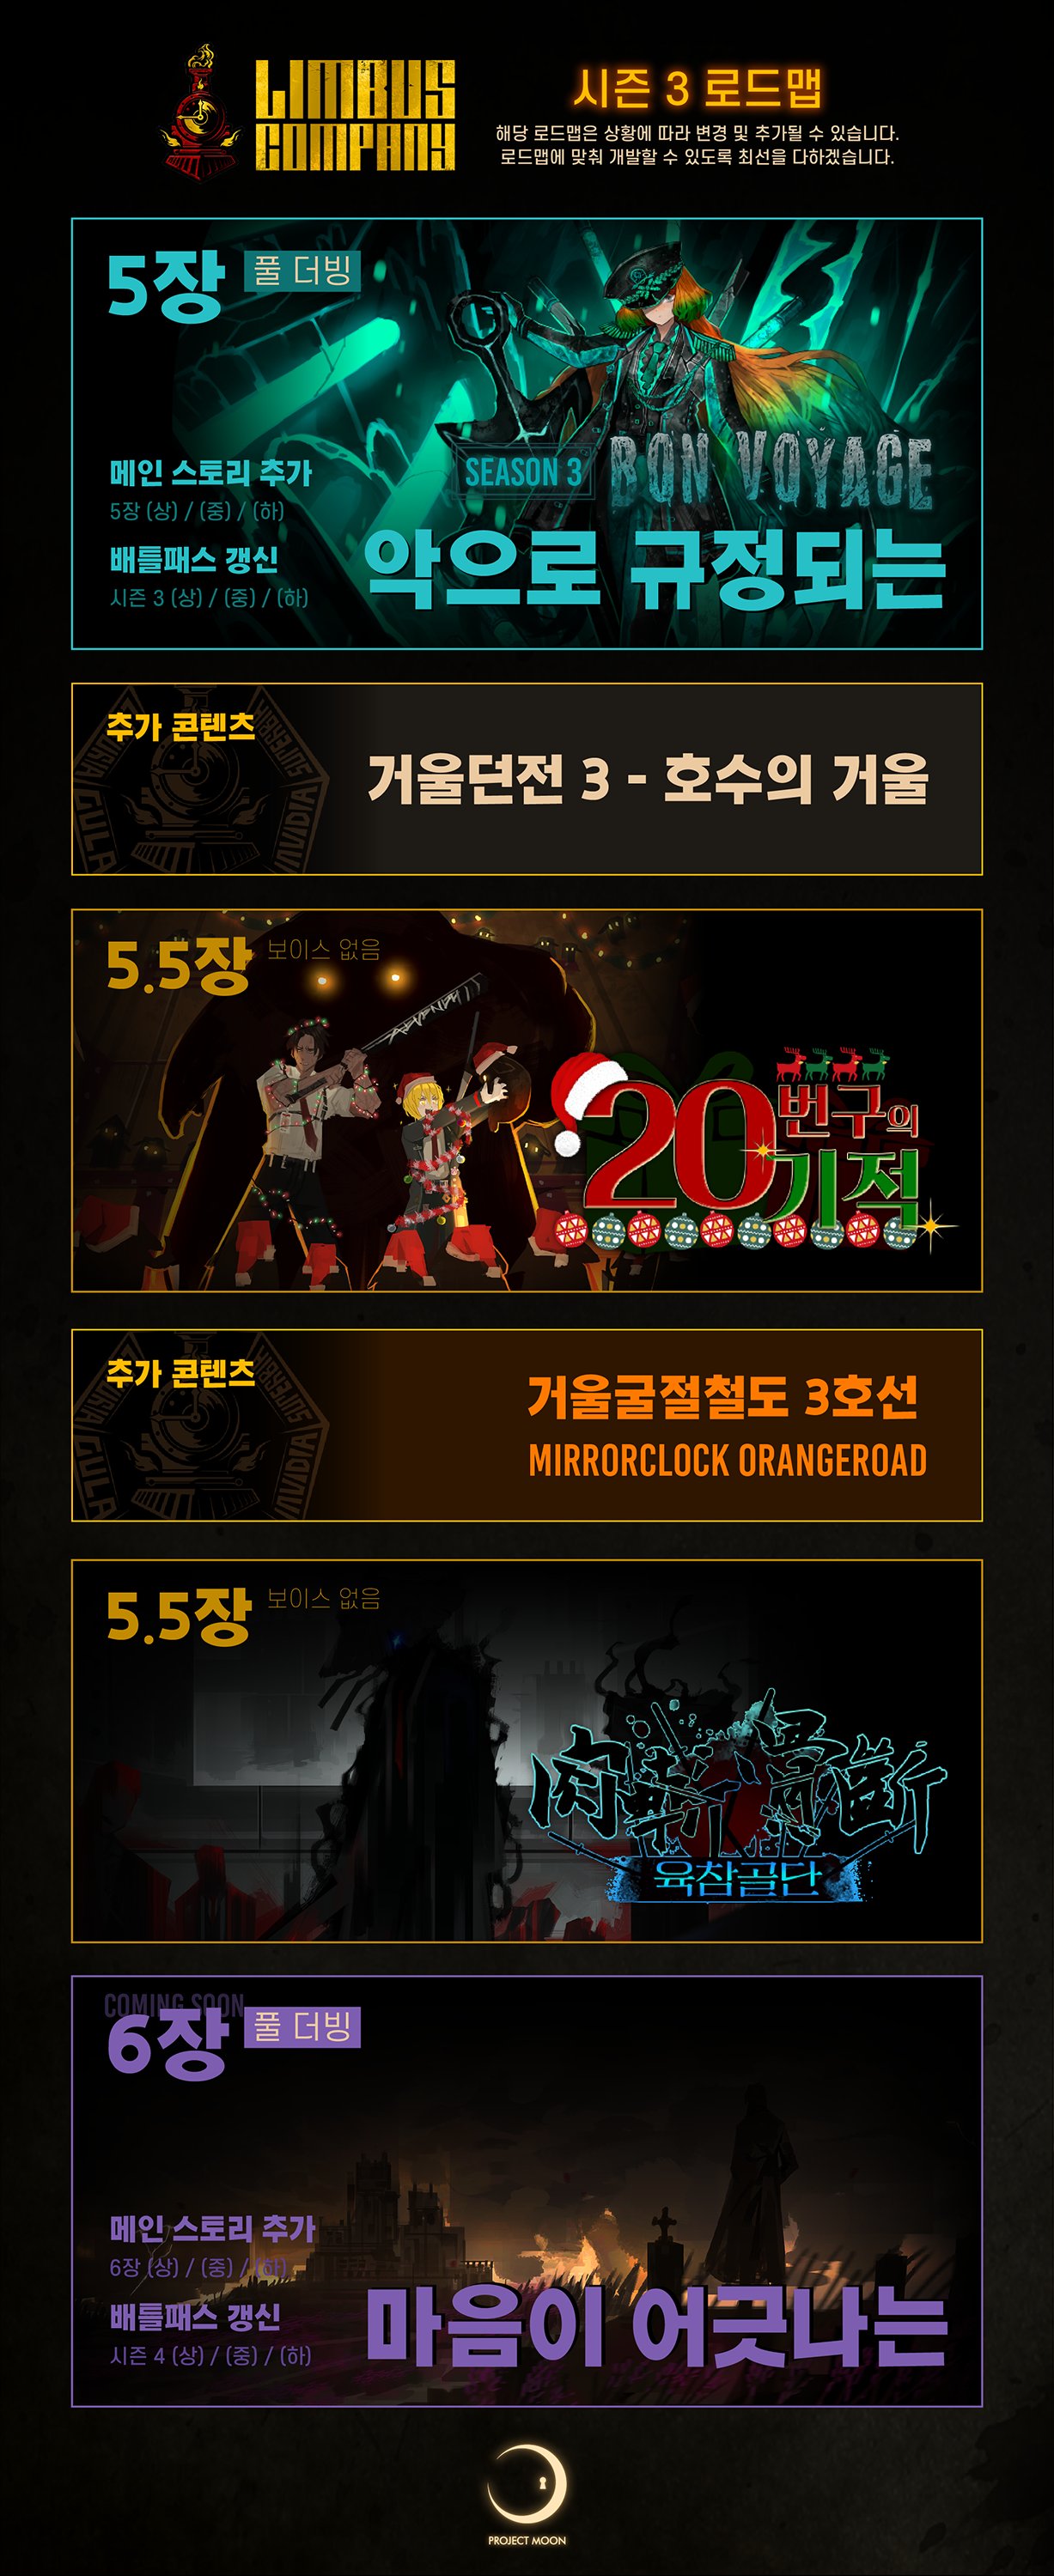 LIMBUS
COMPANY
시즌 3 로드맵
해당 로드맵은 상황에 따라 변경 및 추가될 수 있습니다.
로드맵에 맞춰 개발할 수 있도록 최선을 다하겠습니다.
5장 풀 더빙
메인 스토리 추가
5장 (상) / (중) / (하)
배틀패스 갱신
시즌 3 (상) / (중) / (하)
SEASON 3 BON VOYAGE
악으로 규정되는
추가 콘텐츠
거울던전 3 - 호수의 거울
5.5장 보이스 없음
20번구의
기적
추가 콘텐츠
거울굴절철도 3호선
MIRRORCLOCK ORANGEROAD
5.5장 보이스 없음
肉斬骨斷
육참골단
COMING SOON
6장 풀 더빙
메인 스토리 추가
6장 (상) / (중) / (하)
배틀패스 갱신
시즌 4 (상) / (중) / (하)
마음이 어긋나는
PROJECT MOON